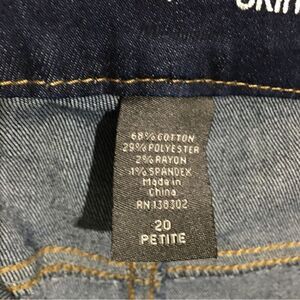 68% COTTON
29% POLYESTER
2% RAYON
1% SPANDEX
Made in
China
RN 138302
20
PETITE